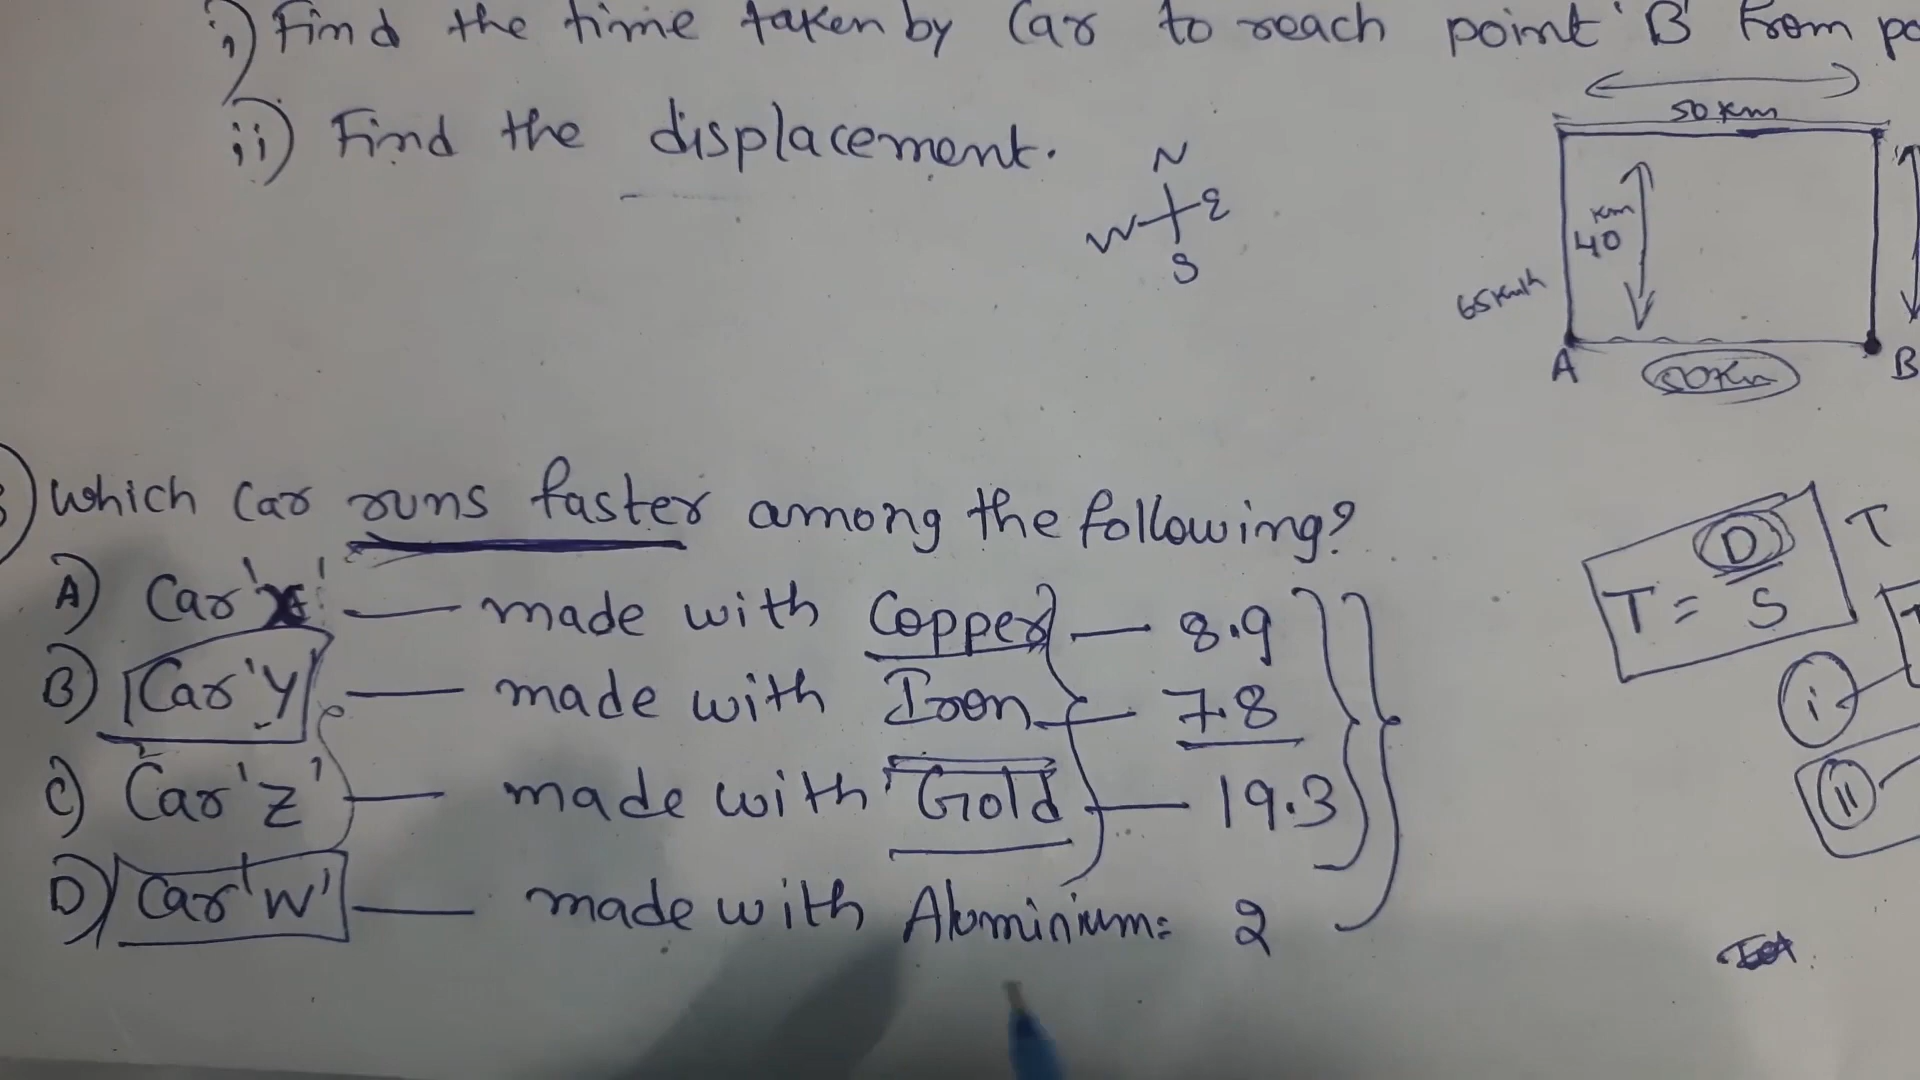 i) Find the time taken by Car to reach point 'B' from
ii) Find the displacement.
N
W E
S
50 Km
40 Km
65 Km/h
A
B
Which Car runs faster among the following?
A) Car 'X' — made with Copper — 8.9
B) Car 'Y' — made with Iron — 7.8
C) Car 'Z' — made with Gold — 19.3
D) Car 'W' — made with Aluminium = 2
T = D/S
T
i
ii